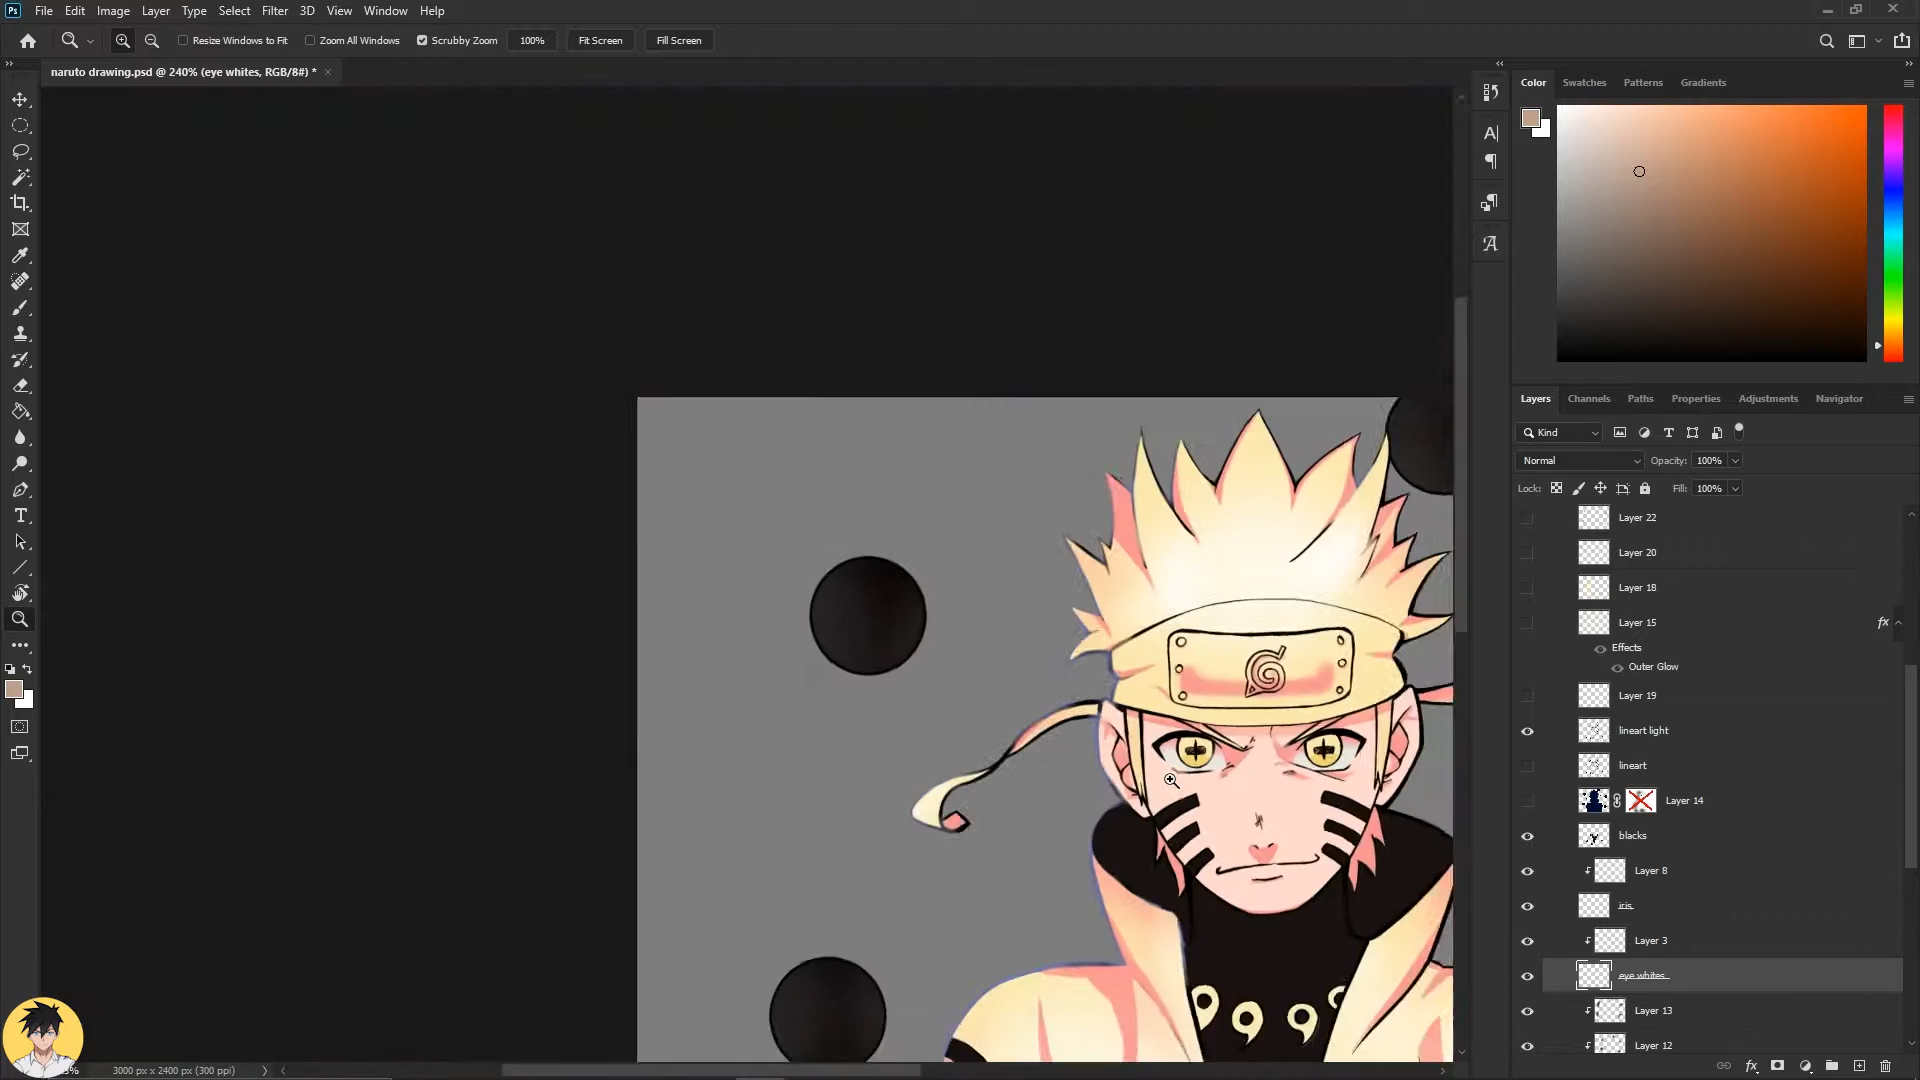 Ps File Edit Image Layer Type Select Filter 3D View Window Help
Resize Windows to Fit Zoom All Windows Scrubby Zoom 100% Fit Screen Fill Screen
naruto drawing.psd @ 240% (eye whites, RGB/8#) * ×
Color Swatches Patterns Gradients
Layers Channels Paths Properties Adjustments Navigator
Kind
Normal Opacity: 100%
Lock: Fill: 100%
Layer 22
Layer 20
Layer 18
Layer 15 fx
Effects
Outer Glow
Layer 19
lineart light
lineart
Layer 14
blacks
Layer 8
iris
Layer 3
eye whites
Layer 13
Layer 12
3000 px x 2400 px (300 ppi)